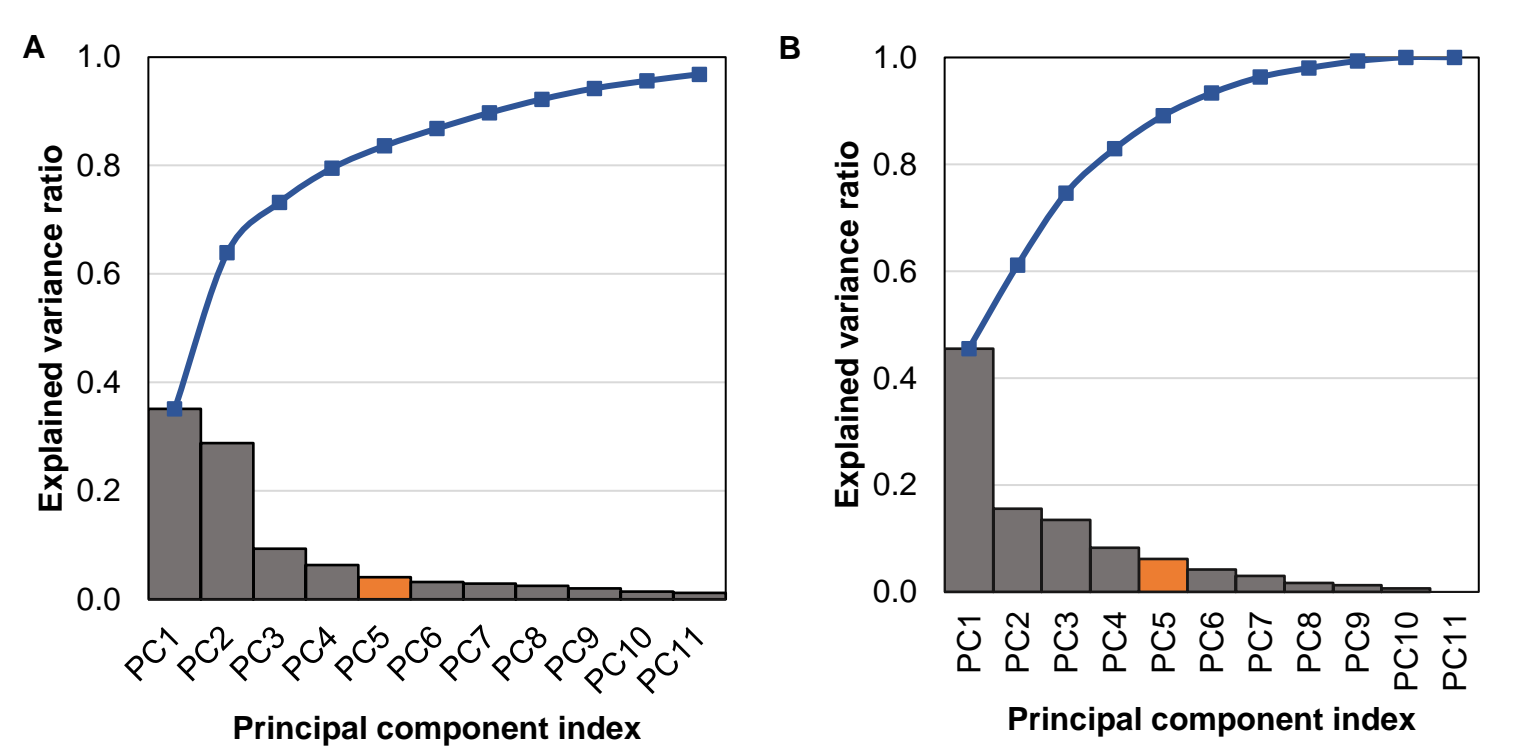 A
Explained variance ratio
1.0
0.8
0.6
0.4
0.2
0.0
PC1
PC2
PC3
PC4
PC5
PC6
PC7
PC8
PC9
PC10
PC11
Principal component index
B
Explained variance ratio
1.0
0.8
0.6
0.4
0.2
0.0
PC1
PC2
PC3
PC4
PC5
PC6
PC7
PC8
PC9
PC10
PC11
Principal component index